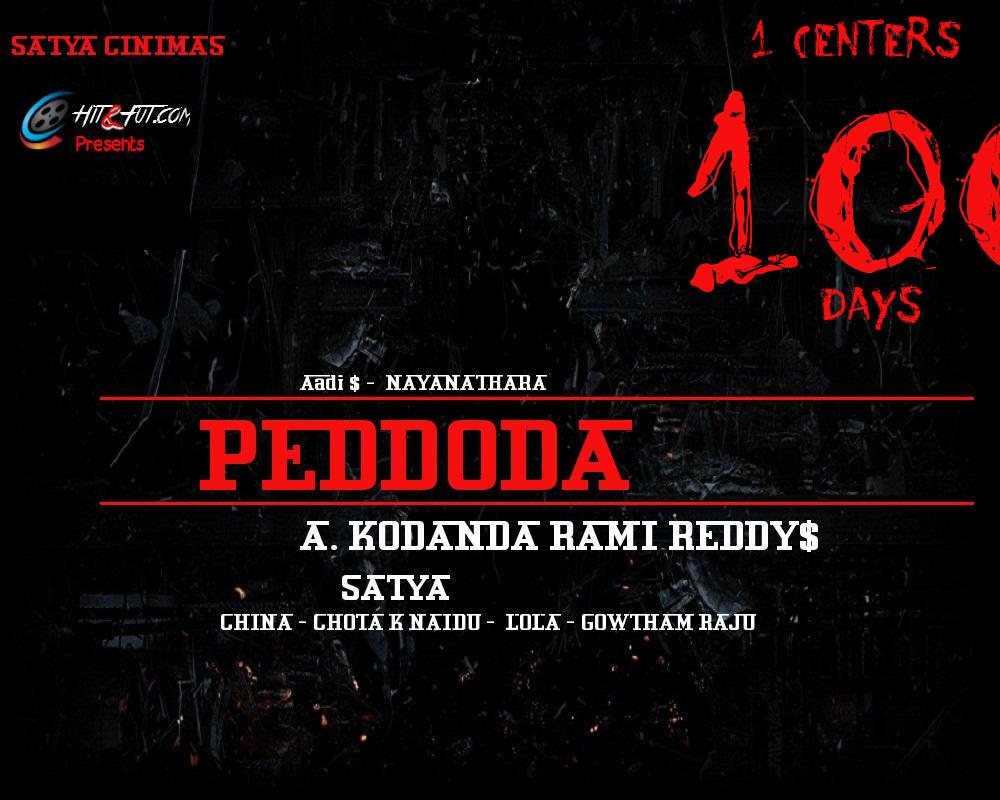 SATYA CINIMAS
HIT&FUT.COM
Presents
1 CENTERS
100
DAYS
Aadi $ - NAYANATHARA
PEDDODA
A. KODANDA RAMI REDDY$
SATYA
CHINA - CHOTA K NAIDU - LOLA - GOWTHAM RAJU